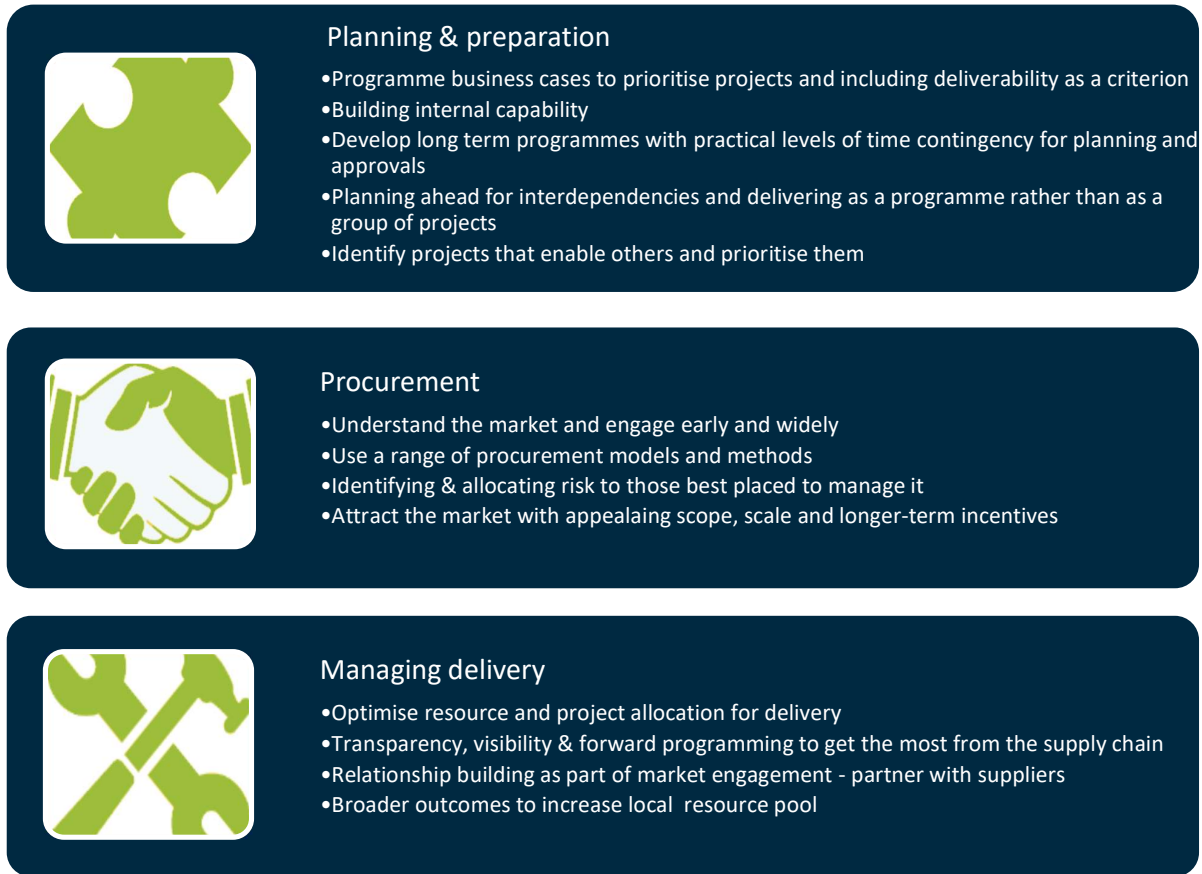 Planning & preparation
•Programme business cases to prioritise projects and including deliverability as a criterion
•Building internal capability
•Develop long term programmes with practical levels of time contingency for planning and
approvals
•Planning ahead for interdependencies and delivering as a programme rather than as a
group of projects
•Identify projects that enable others and prioritise them
Procurement
•Understand the market and engage early and widely
•Use a range of procurement models and methods
•Identifying & allocating risk to those best placed to manage it
•Attract the market with appealaing scope, scale and longer-term incentives
Managing delivery
•Optimise resource and project allocation for delivery
•Transparency, visibility & forward programming to get the most from the supply chain
•Relationship building as part of market engagement - partner with suppliers
•Broader outcomes to increase local  resource pool